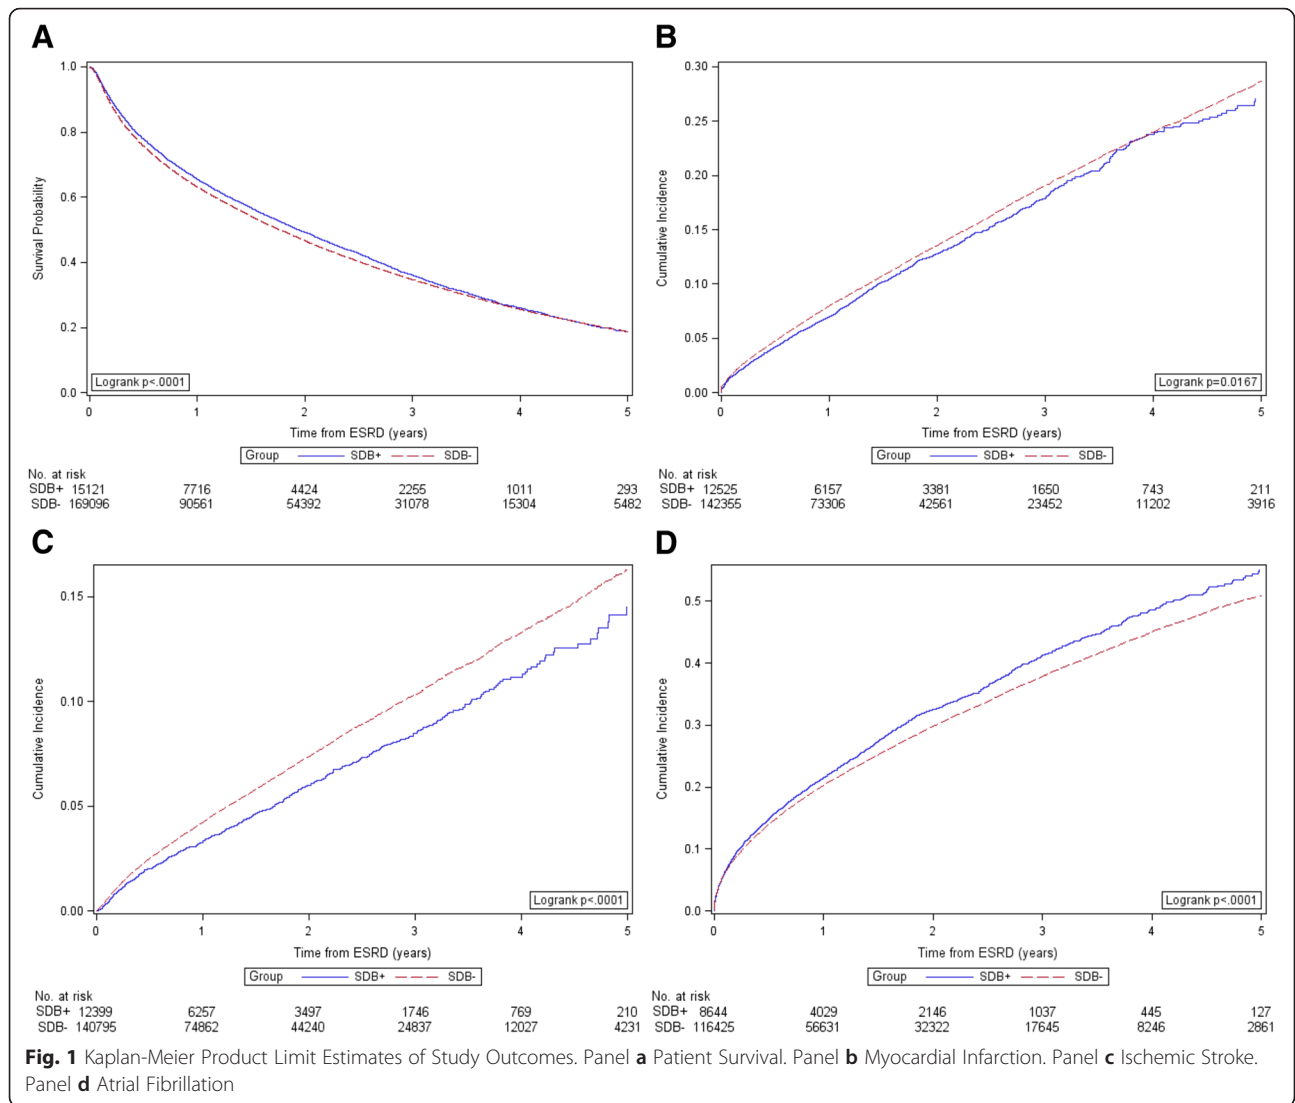 A
1.0
0.8
0.6
0.4
0.2
0.0
Survival Probability
Logrank p<.0001
0 1 2 3 4 5
Time from ESRD (years)
Group SDB+ SDB-
No. at risk
SDB+ 15121 7716 4424 2255 1011 293
SDB- 169096 90561 54392 31078 15304 5482
B
0.30
0.25
0.20
0.15
0.10
0.05
0.00
Cumulative Incidence
Logrank p=0.0167
0 1 2 3 4 5
Time from ESRD (years)
Group SDB+ SDB-
No. at risk
SDB+ 12525 6157 3381 1650 743 211
SDB- 142355 73306 42561 23452 11202 3916
C
0.15
0.10
0.05
0.00
Cumulative Incidence
Logrank p<.0001
0 1 2 3 4 5
Time from ESRD (years)
Group SDB+ SDB-
No. at risk
SDB+ 12399 6257 3497 1746 769 210
SDB- 140795 74862 44240 24837 12027 4231
D
0.5
0.4
0.3
0.2
0.1
0.0
Cumulative Incidence
Logrank p<.0001
0 1 2 3 4 5
Time from ESRD (years)
Group SDB+ SDB-
No. at risk
SDB+ 8644 4029 2146 1037 445 127
SDB- 116425 56631 32322 17645 8246 2861
Fig. 1 Kaplan-Meier Product Limit Estimates of Study Outcomes. Panel a Patient Survival. Panel b Myocardial Infarction. Panel c Ischemic Stroke.
Panel d Atrial Fibrillation